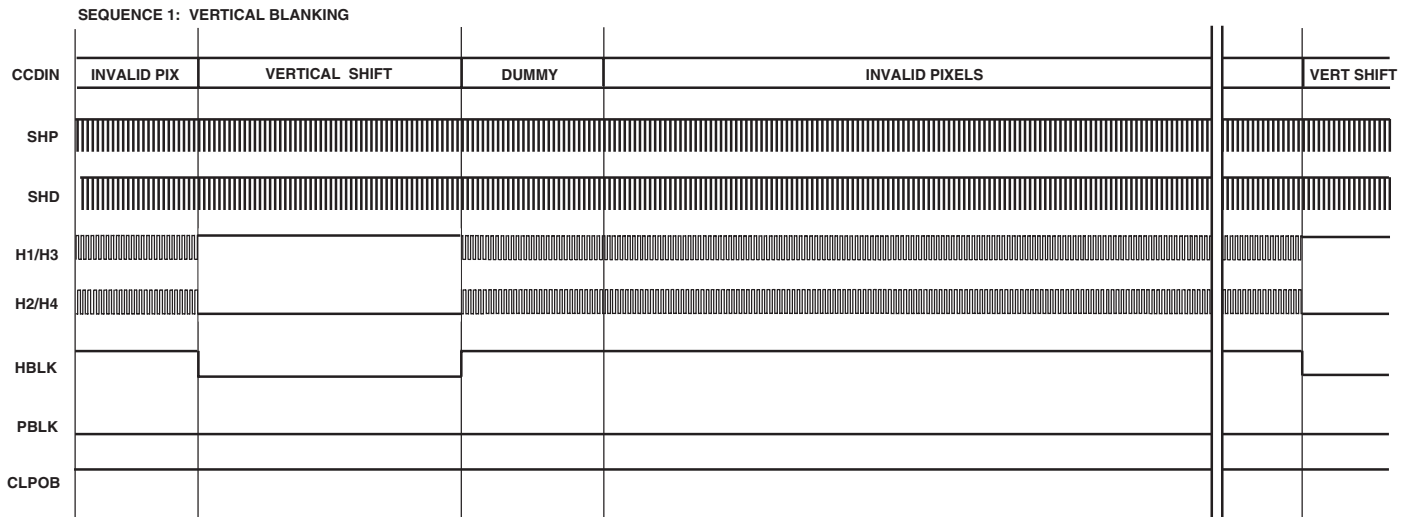 SEQUENCE 1: VERTICAL BLANKING
CCDIN INVALID PIX VERTICAL SHIFT DUMMY INVALID PIXELS VERT SHIFT
SHP
SHD
H1/H3
H2/H4
HBLK
PBLK
CLPOB